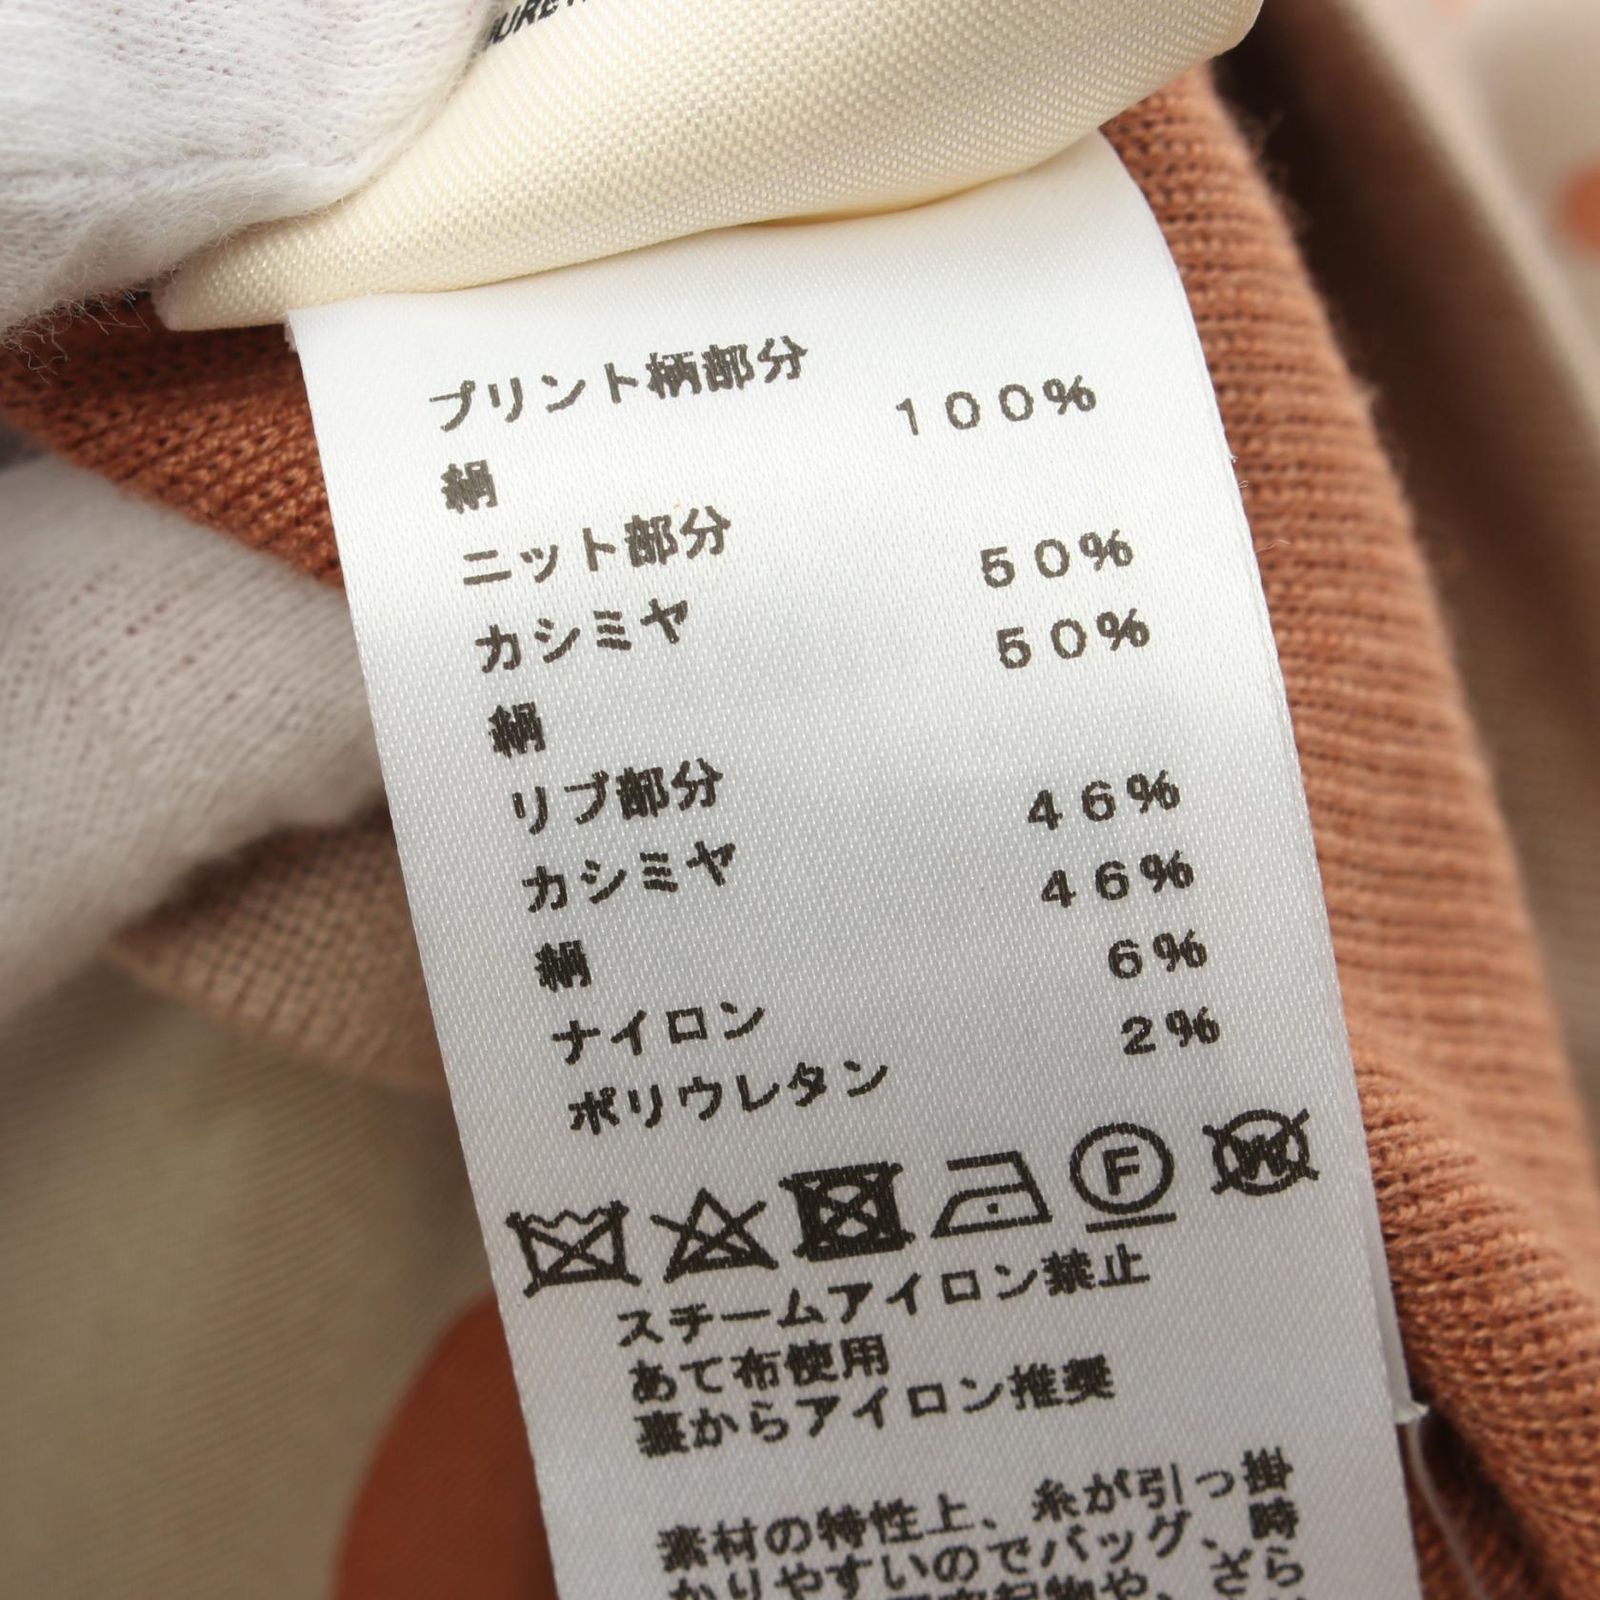 プリント柄部分
絹 100%
ニット部分
カシミヤ 50%
絹 50%
リブ部分
カシミヤ 46%
絹 46%
ナイロン 6%
ポリウレタン 2%
F W
スチームアイロン禁止
あて布使用
裏からアイロン推奨
素材の特性上、糸が引っ掛
かりやすいのでバッグ、時
や、ざら